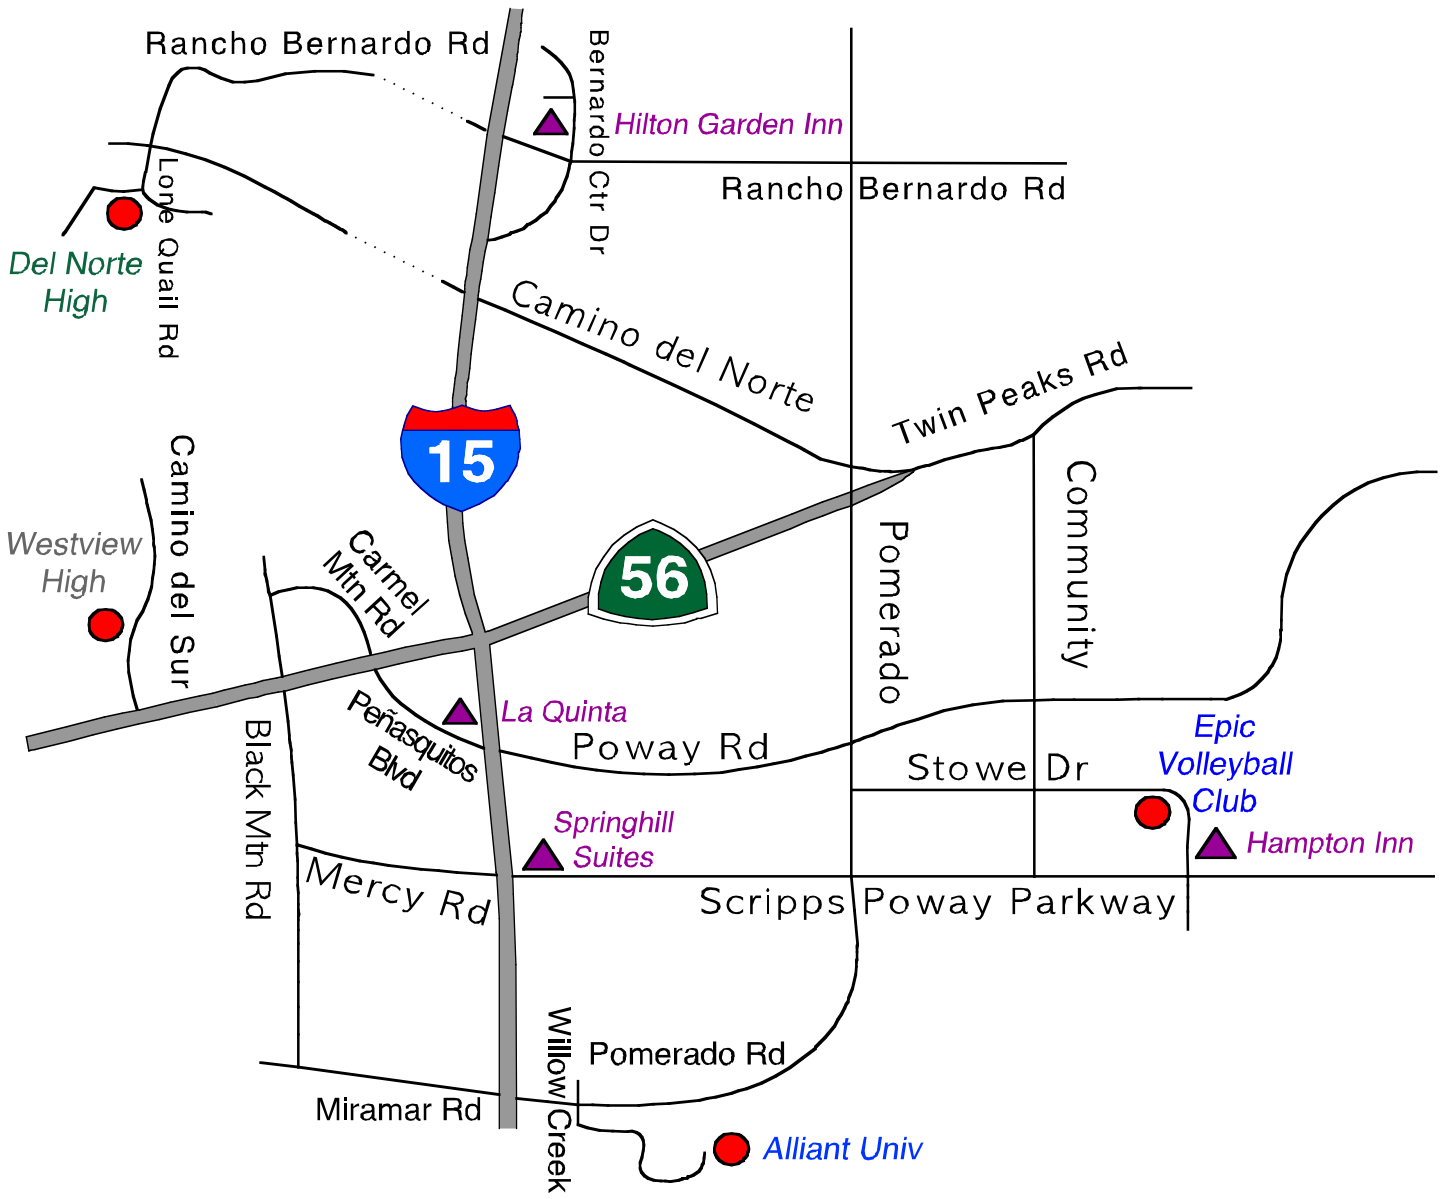 Rancho Bernardo Rd
Bernardo Ctr Dr
Hilton Garden Inn
Rancho Bernardo Rd
Lone Quail Rd
Del Norte
High
Camino del Norte
Twin Peaks Rd
15
Camino del Sur
Westview
High
Carmel
Mtn Rd
56
Pomerado
Community
La Quinta
Peñasquitos
Blvd
Poway Rd
Black Mtn Rd
Epic
Volleyball
Club
Stowe Dr
Springhill
Suites
Hampton Inn
Mercy Rd
Scripps Poway Parkway
Willow Creek
Pomerado Rd
Miramar Rd
Alliant Univ